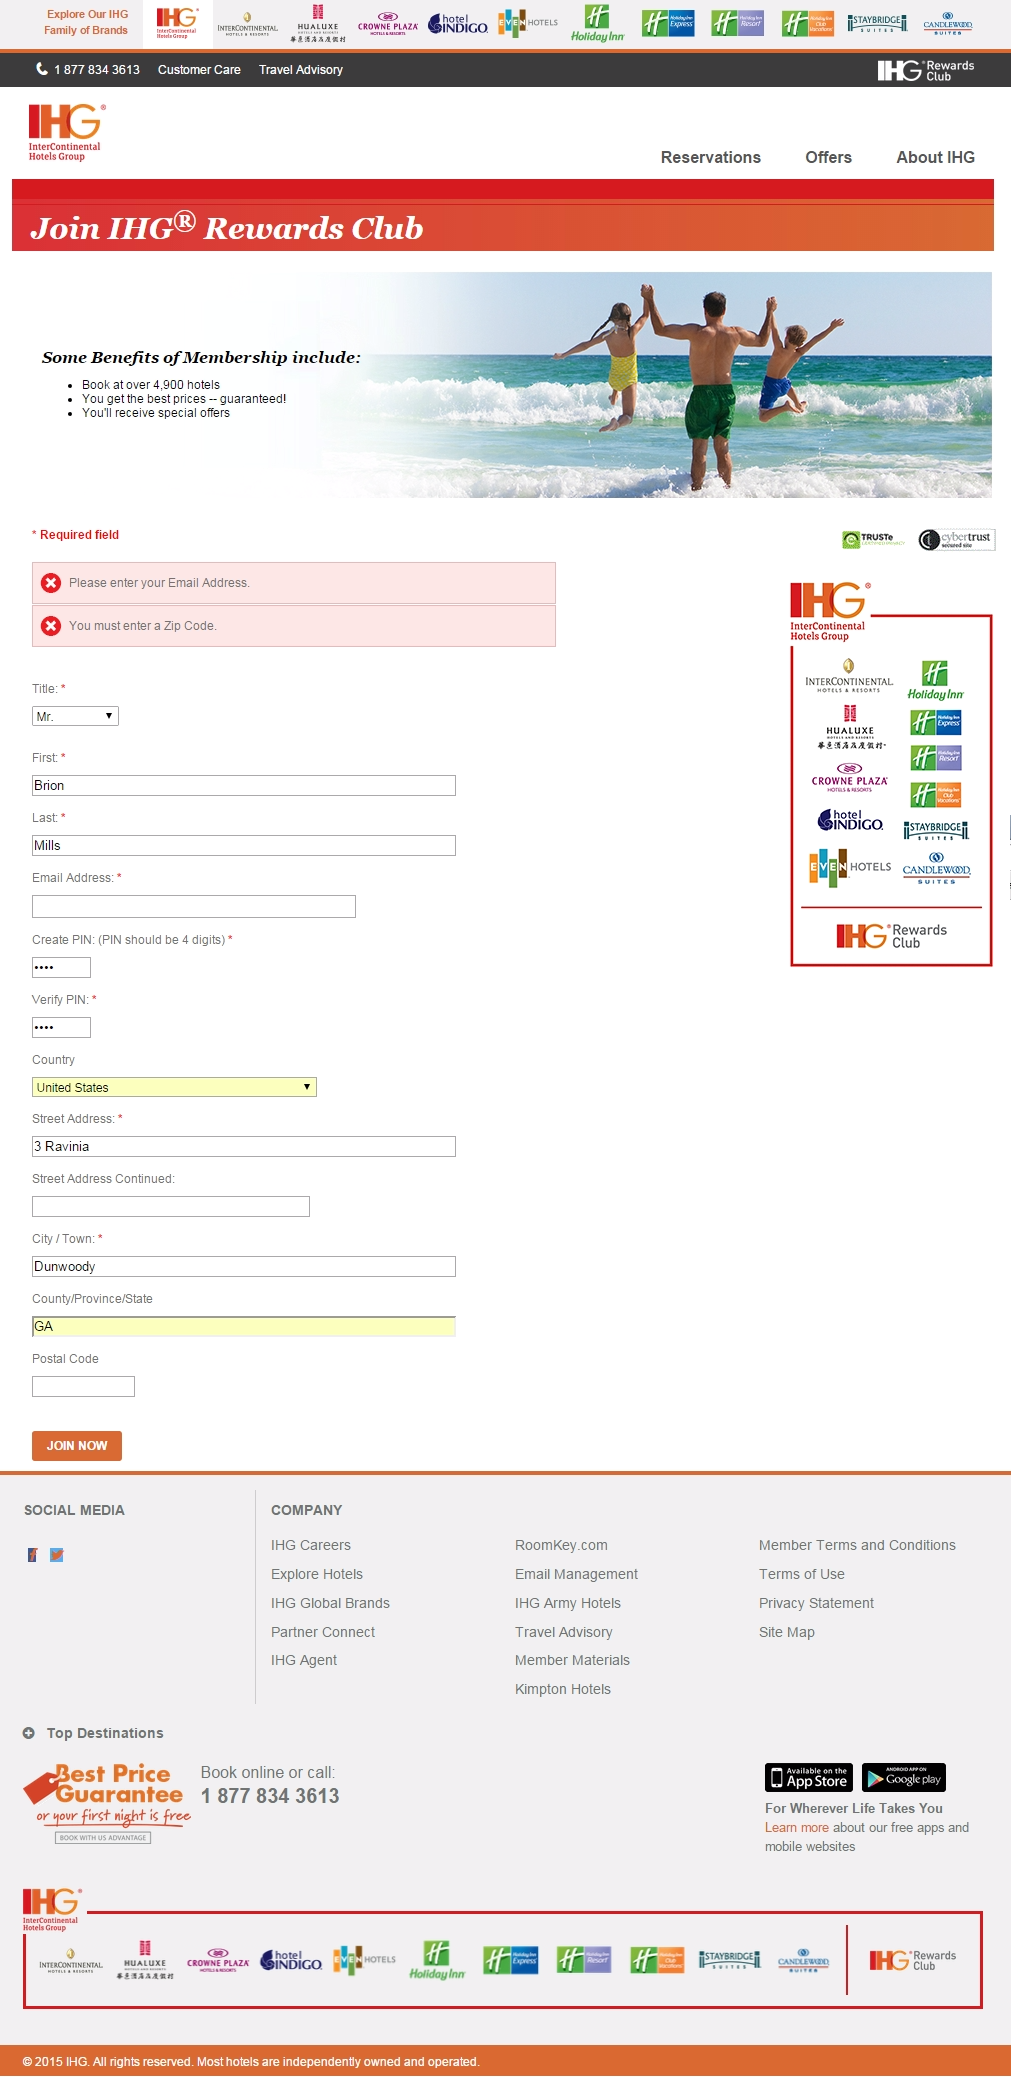 Explore Our IHG
Family of Brands
IHG®
InterContinental
Hotels Group
INTERCONTINENTAL
HOTELS & RESORTS
HUALUXE
HOTELS AND RESORTS
CROWNE PLAZA
HOTELS & RESORTS
hotel
INDIGO
EVEN HOTELS
Holiday Inn
Holiday Inn
Express
Holiday Inn
Resort
Holiday Inn
Club
Vacations
STAYBRIDGE
SUITES
CANDLEWOOD
SUITES
1 877 834 3613 Customer Care Travel Advisory
IHG® Rewards
Club
IHG®
InterContinental
Hotels Group
Reservations Offers About IHG
Join IHG® Rewards Club
Some Benefits of Membership include:
• Book at over 4,900 hotels
• You get the best prices -- guaranteed!
• You'll receive special offers
* Required field
TRUSTe
CERTIFIED PRIVACY
cybertrust
secured site
Please enter your Email Address.
You must enter a Zip Code.
Title: *
Mr.
First: *
Brion
Last: *
Mills
Email Address: *
Create PIN: (PIN should be 4 digits) *
••••
Verify PIN: *
••••
Country
United States
Street Address: *
3 Ravinia
Street Address Continued:
City / Town: *
Dunwoody
County/Province/State
GA
Postal Code
JOIN NOW
IHG®
InterContinental
Hotels Group
INTERCONTINENTAL
HOTELS & RESORTS
Holiday Inn
HUALUXE
HOTELS AND RESORTS
Holiday Inn
Express
Holiday Inn
Resort
CROWNE PLAZA
HOTELS & RESORTS
Holiday Inn
Club
Vacations
hotel
INDIGO
STAYBRIDGE
SUITES
EVEN HOTELS
CANDLEWOOD
SUITES
IHG® Rewards
Club
SOCIAL MEDIA
COMPANY
IHG Careers
Explore Hotels
IHG Global Brands
Partner Connect
IHG Agent
RoomKey.com
Email Management
IHG Army Hotels
Travel Advisory
Member Materials
Kimpton Hotels
Member Terms and Conditions
Terms of Use
Privacy Statement
Site Map
Top Destinations
Best Price
Guarantee
or your first night is free
BOOK WITH US ADVANTAGE
Book online or call:
1 877 834 3613
Available on the
App Store
ANDROID APP ON
Google play
For Wherever Life Takes You
Learn more about our free apps and
mobile websites
IHG®
InterContinental
Hotels Group
INTERCONTINENTAL
HOTELS & RESORTS
HUALUXE
HOTELS AND RESORTS
CROWNE PLAZA
HOTELS & RESORTS
hotel
INDIGO
EVEN HOTELS
Holiday Inn
Holiday Inn
Express
Holiday Inn
Resort
Holiday Inn
Club
Vacations
STAYBRIDGE
SUITES
CANDLEWOOD
SUITES
IHG® Rewards
Club
© 2015 IHG. All rights reserved. Most hotels are independently owned and operated.